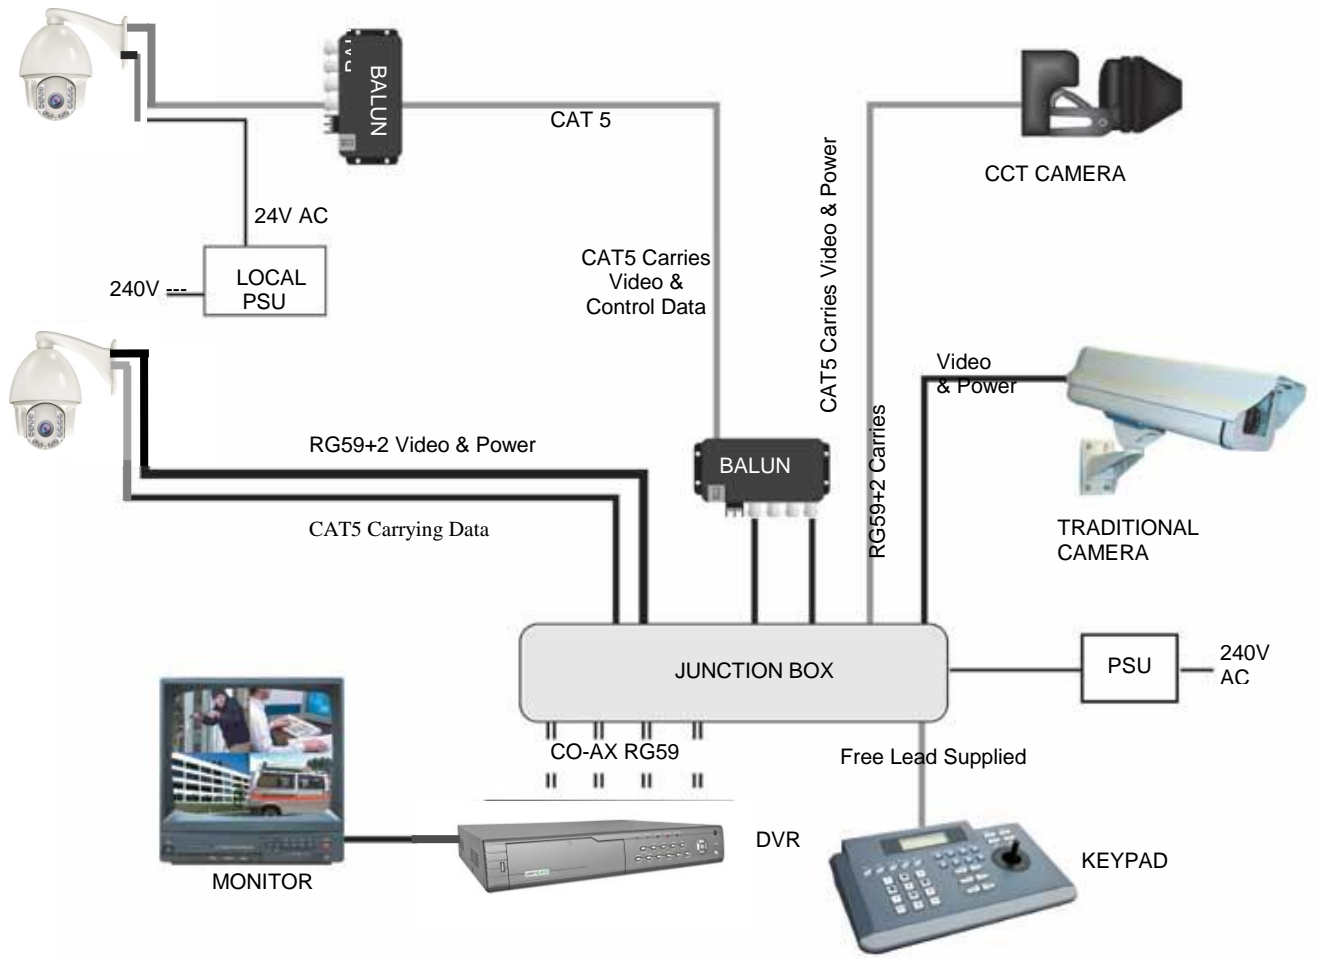 BALUN
CAT 5
CCT CAMERA
24V AC
LOCAL
PSU
240V ---
CAT5 Carries
Video &
Control Data
CAT5 Carries Video & Power
Video
& Power
RG59+2 Video & Power
BALUN
RG59+2 Carries
CAT5 Carrying Data
TRADITIONAL
CAMERA
JUNCTION BOX
PSU
240V
AC
CO-AX RG59
Free Lead Supplied
DVR
KEYPAD
MONITOR